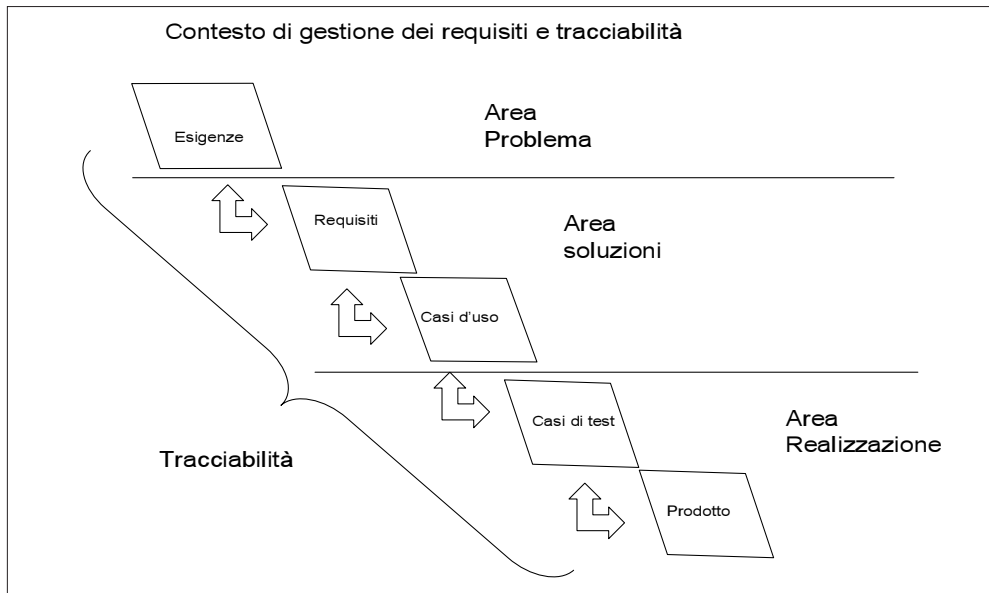 Contesto di gestione dei requisiti e tracciabilità
Esigenze
Area
Problema
Requisiti
Area
soluzioni
Casi d'uso
Casi di test
Area
Realizzazione
Tracciabilità
Prodotto